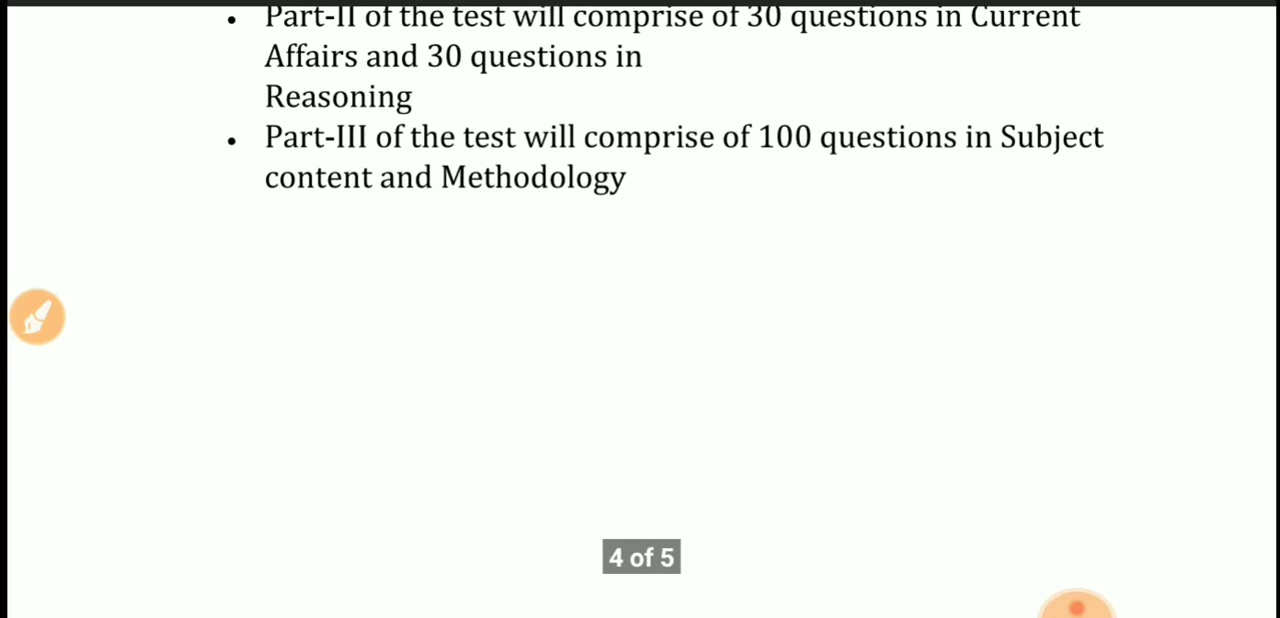 • Part-II of the test will comprise of 30 questions in Current
Affairs and 30 questions in
Reasoning
• Part-III of the test will comprise of 100 questions in Subject
content and Methodology
4 of 5